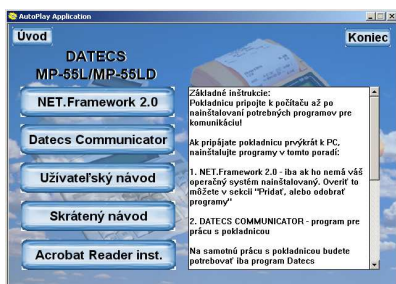 AutoPlay Application
Úvod
Koniec
DATECS
MP-55L/MP-55LD
NET.Framework 2.0
Datecs Communicator
Užívateľský návod
Skrátený návod
Acrobat Reader inst.
Základné inštrukcie:
Pokladnicu pripojte k počítaču až po
nainštalovaní potrebných programov pre
komunikáciu!
Ak pripájate pokladnicu prvýkrát k PC,
nainštalujte programy v tomto poradí:
1. NET.Framework 2.0 - iba ak ho nemá váš
operačný systém nainštalovaný. Overiť to
môžete v sekcii "Pridať, alebo odobrať
programy"
2. DATECS COMMUNICATOR - program pre
prácu s pokladnicou
Na samotnú prácu s pokladnicou budete
potrebovať iba program Datecs